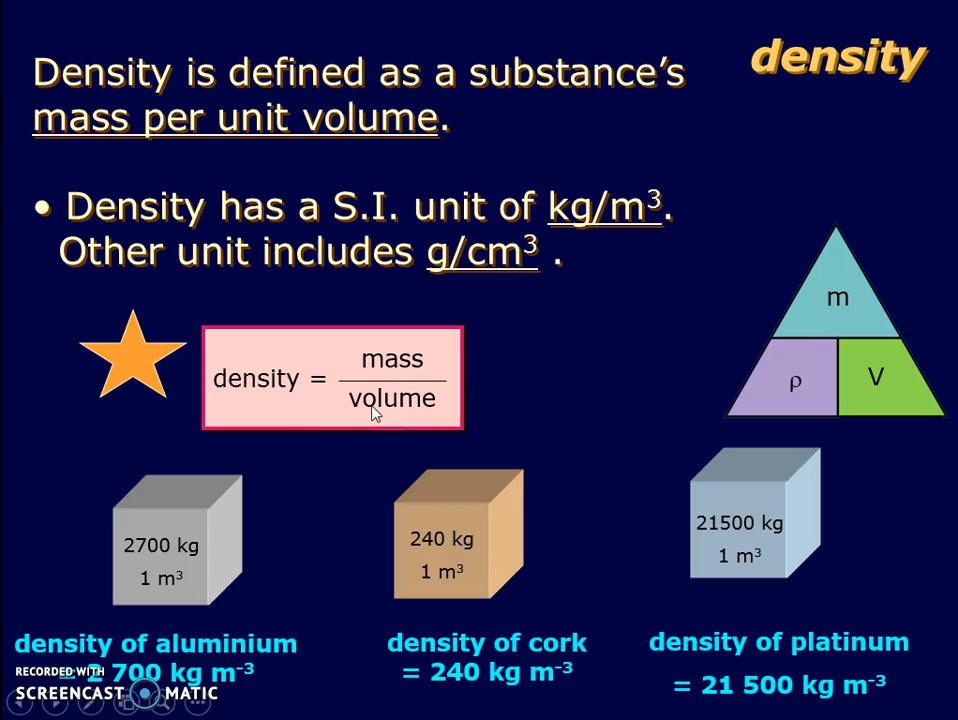 density
Density is defined as a substance’s
mass per unit volume.
• Density has a S.I. unit of kg/m³.
Other unit includes g/cm³ .
m
ρ V
density = mass
volume
2700 kg
1 m³
240 kg
1 m³
21500 kg
1 m³
density of aluminium
= 2 700 kg m⁻³
density of cork
= 240 kg m⁻³
density of platinum
= 21 500 kg m⁻³
RECORDED WITH
SCREENCAST MATIC